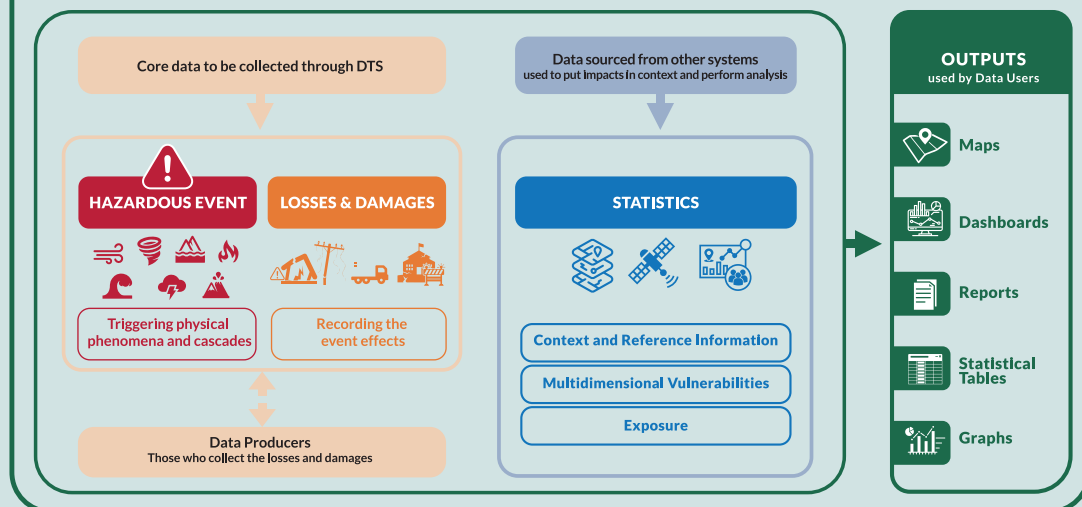 Core data to be collected through DTS
HAZARDOUS EVENT
LOSSES & DAMAGES
Triggering physical
phenomena and cascades
Recording the
event effects
Data Producers
Those who collect the losses and damages
Data sourced from other systems
used to put impacts in context and perform analysis
STATISTICS
Context and Reference Information
Multidimensional Vulnerabilities
Exposure
OUTPUTS
used by Data Users
Maps
Dashboards
Reports
Statistical
Tables
Graphs